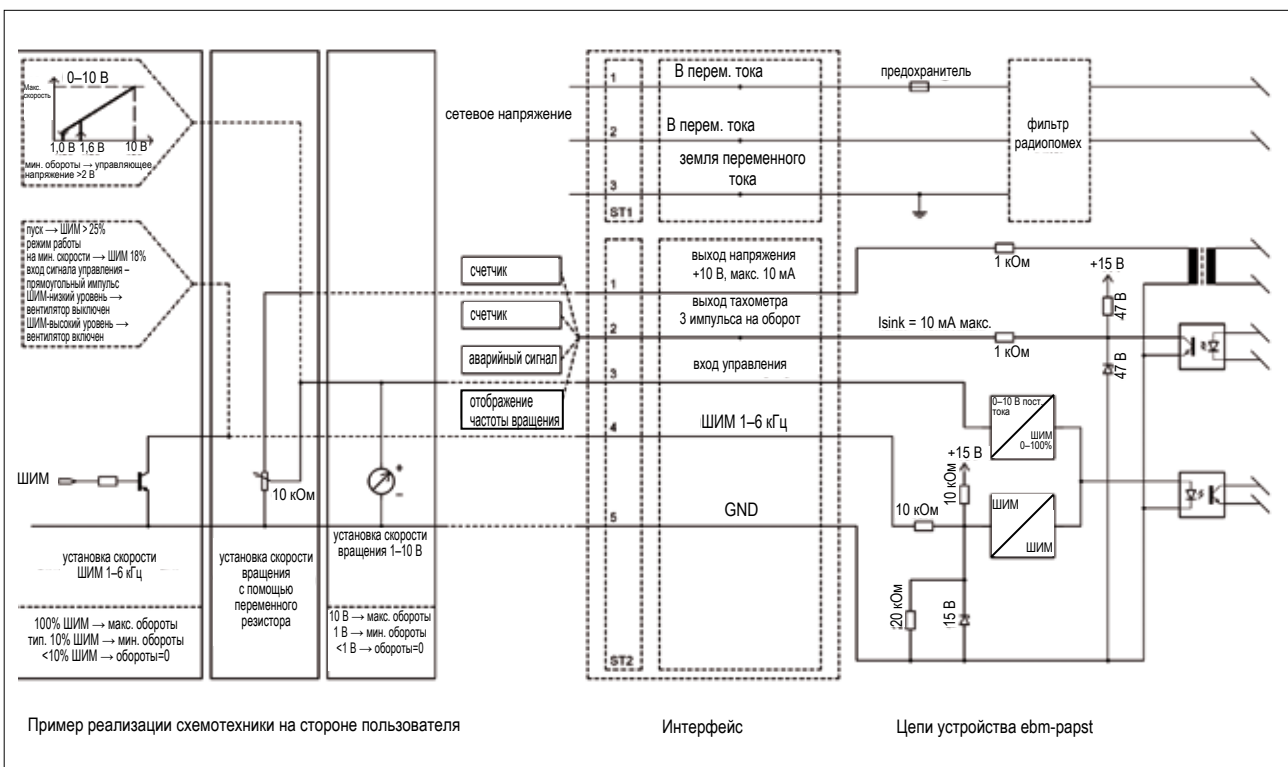 0–10 В
Макс.
скорость
1,0 В
1,6 В
10 В
мин. обороты → управляющее
напряжение >2 В
пуск → ШИМ > 25%
режим работы
на мин. скорости → ШИМ 18%
вход сигнала управления –
прямоугольный импульс
ШИМ-низкий уровень →
вентилятор выключен
ШИМ-высокий уровень →
вентилятор включен
ШИМ
10 кОм
+
–
установка скорости
ШИМ 1–6 кГц
100% ШИМ → макс. обороты
тип. 10% ШИМ → мин. обороты
<10% ШИМ → обороты=0
установка скорости
вращения
с помощью
переменного
резистора
установка скорости
вращения 1–10 В
10 В → макс. обороты
1 В → мин. обороты
<1 В → обороты=0
сетевое напряжение
счетчик
счетчик
аварийный сигнал
отображение
частоты вращения
1
В перем. тока
2
В перем. тока
земля переменного
тока
3
ST1
предохранитель
фильтр
радиопомех
выход напряжения
+10 В, макс. 10 мА
1
выход тахометра
3 импульса на оборот
2
вход управления
3
ШИМ 1–6 кГц
4
GND
5
ST2
1 кОм
+15 В
47 В
Isink = 10 мА макс.
1 кОм
47 В
0–10 В пост.
тока
ШИМ
0–100%
+15 В
10 кОм
10 кОм
ШИМ
ШИМ
20 кОм
15 В
Пример реализации схемотехники на стороне пользователя
Интерфейс
Цепи устройства ebm-papst